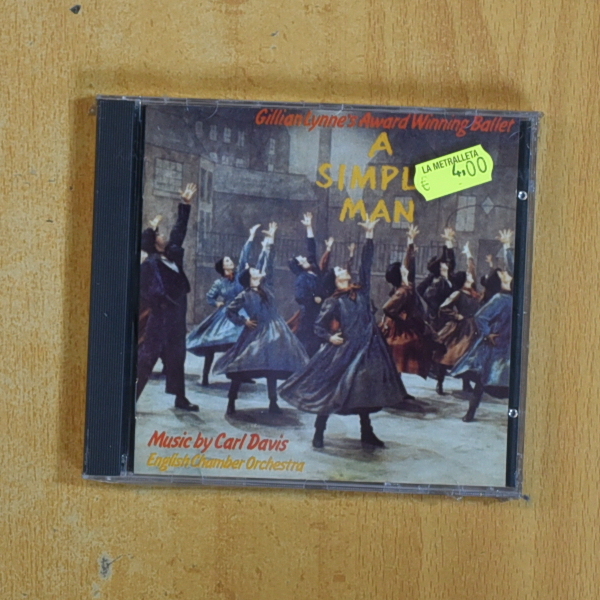 Gillian Lynne's Award Winning Ballet
A
SIMPL
MAN
LA METRALLETA
€ 4,00
Music by Carl Davis
English Chamber Orchestra